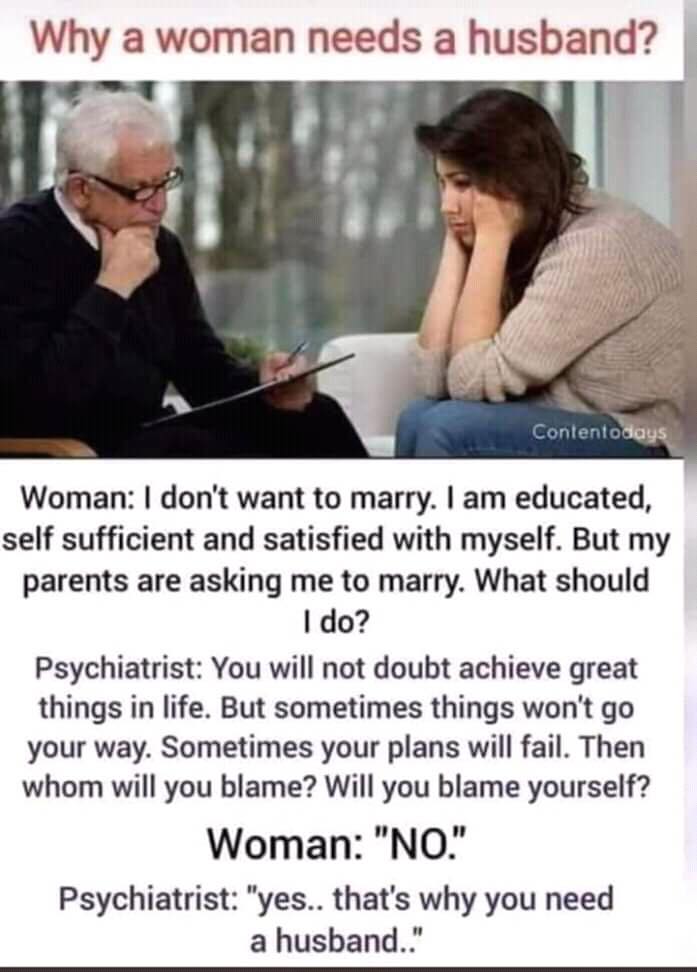 Why a woman needs a husband?
Contentodays
Woman: I don't want to marry. I am educated,
self sufficient and satisfied with myself. But my
parents are asking me to marry. What should
I do?
Psychiatrist: You will not doubt achieve great
things in life. But sometimes things won't go
your way. Sometimes your plans will fail. Then
whom will you blame? Will you blame yourself?
Woman: "NO."
Psychiatrist: "yes.. that's why you need
a husband.."